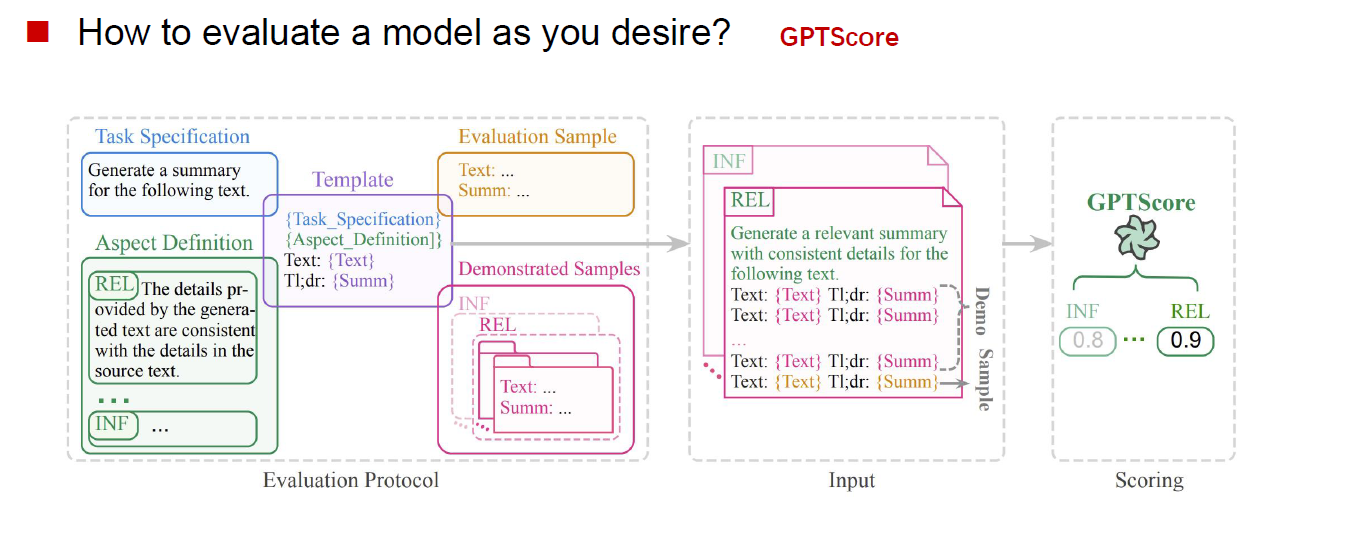 How to evaluate a model as you desire? GPTScore
Task Specification
Generate a summary
for the following text.
Aspect Definition
REL The details pr-
ovided by the genera-
ted text are consistent
with the details in the
source text.
...
INF ...
Template
{Task_Specification}
{Aspect_Definition]}
Text: {Text}
Tl;dr: {Summ}
Evaluation Sample
Text: ...
Summ: ...
Demonstrated Samples
INF
REL
Text: ...
Summ: ...
Evaluation Protocol
INF
REL
Generate a relevant summary
with consistent details for the
following text.
Text: {Text} Tl;dr: {Summ}
Text: {Text} Tl;dr: {Summ}
...
Text: {Text} Tl;dr: {Summ}
Text: {Text} Tl;dr: {Summ}
Demo
Sample
Input
GPTScore
INF REL
0.8 ... 0.9
Scoring